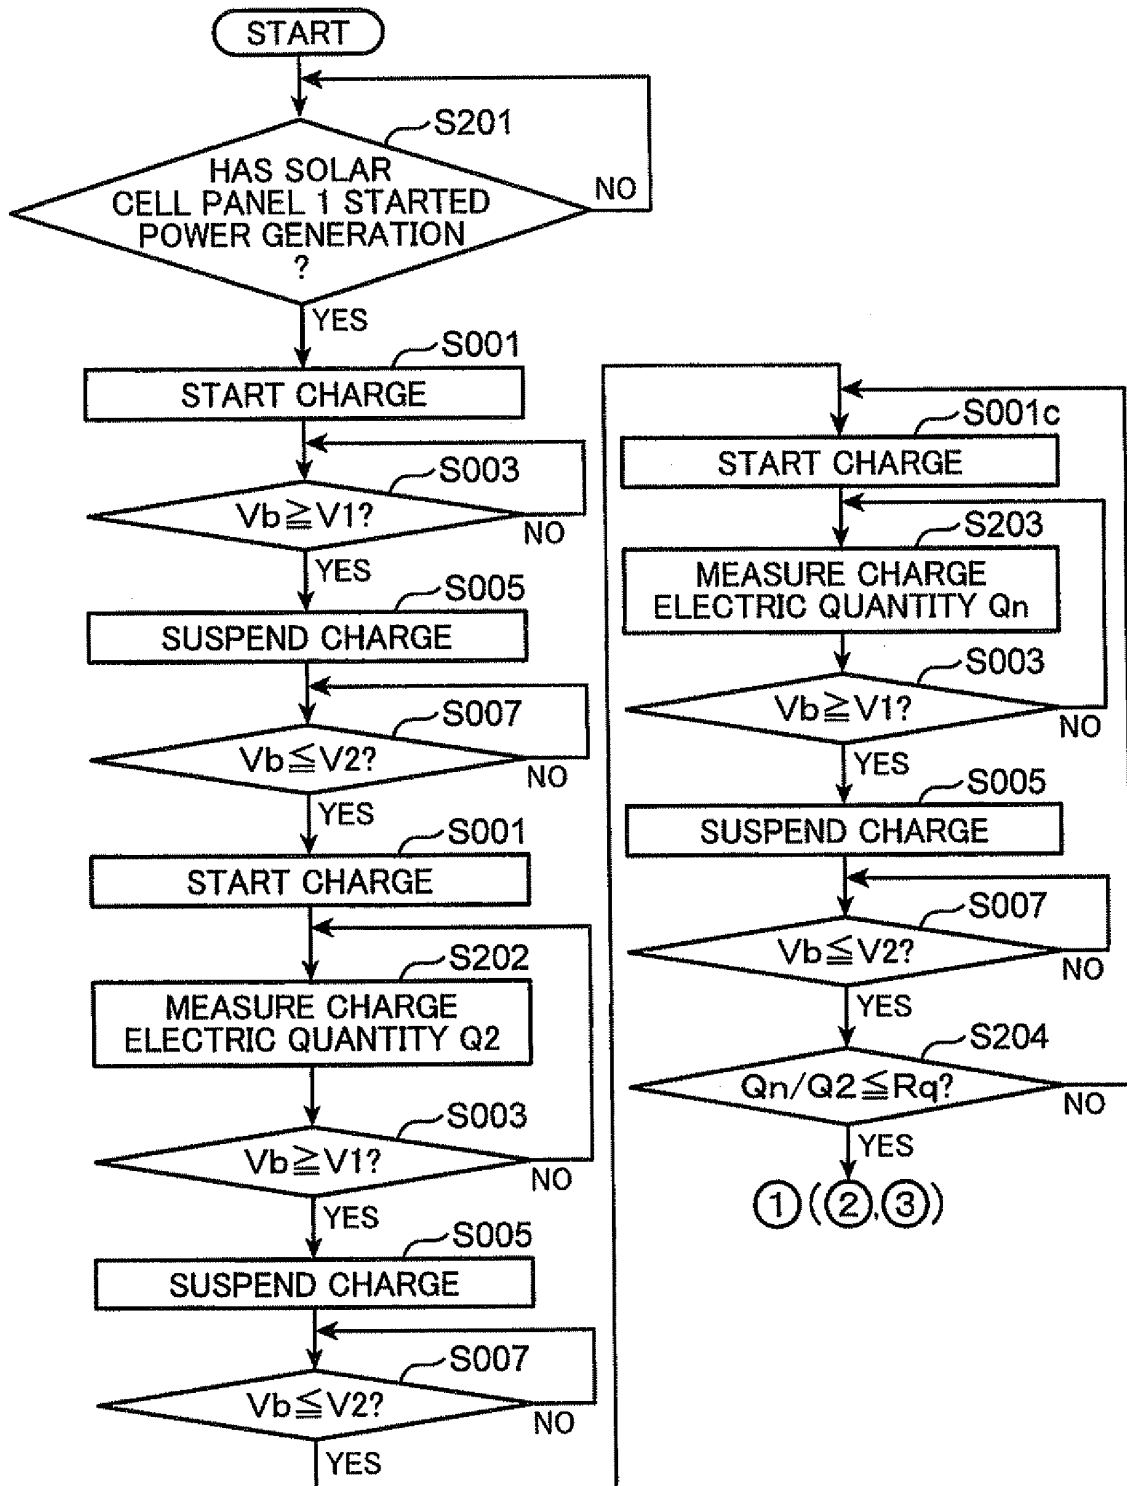 START
S201
HAS SOLAR
CELL PANEL 1 STARTED
POWER GENERATION
?
NO
YES
S001
START CHARGE
S003
Vb≧V1?
NO
YES
S005
SUSPEND CHARGE
S007
Vb≦V2?
NO
YES
S001
START CHARGE
S202
MEASURE CHARGE
ELECTRIC QUANTITY Q2
S003
Vb≧V1?
NO
YES
S005
SUSPEND CHARGE
S007
Vb≦V2?
NO
YES
S001c
START CHARGE
S203
MEASURE CHARGE
ELECTRIC QUANTITY Qn
S003
Vb≧V1?
NO
YES
S005
SUSPEND CHARGE
S007
Vb≦V2?
NO
YES
S204
Qn/Q2≦Rq?
NO
YES
①(②,③)